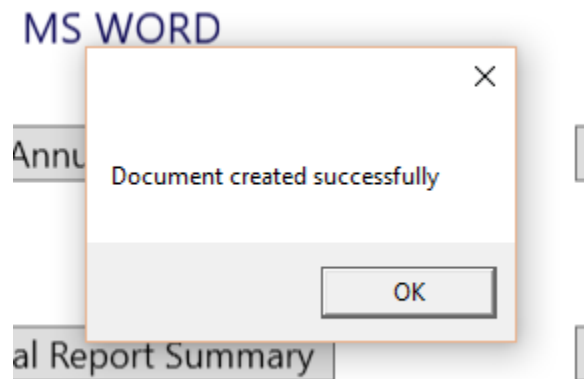 MS WORD
Annu
Document created successfully
OK
al Report Summary